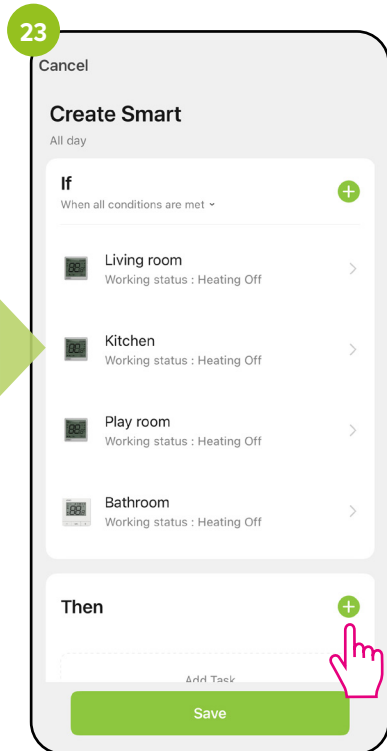 23
Cancel
Create Smart
All day
If
When all conditions are met
Living room
Working status : Heating Off
Kitchen
Working status : Heating Off
Play room
Working status : Heating Off
Bathroom
Working status : Heating Off
Then
Add Task
Save